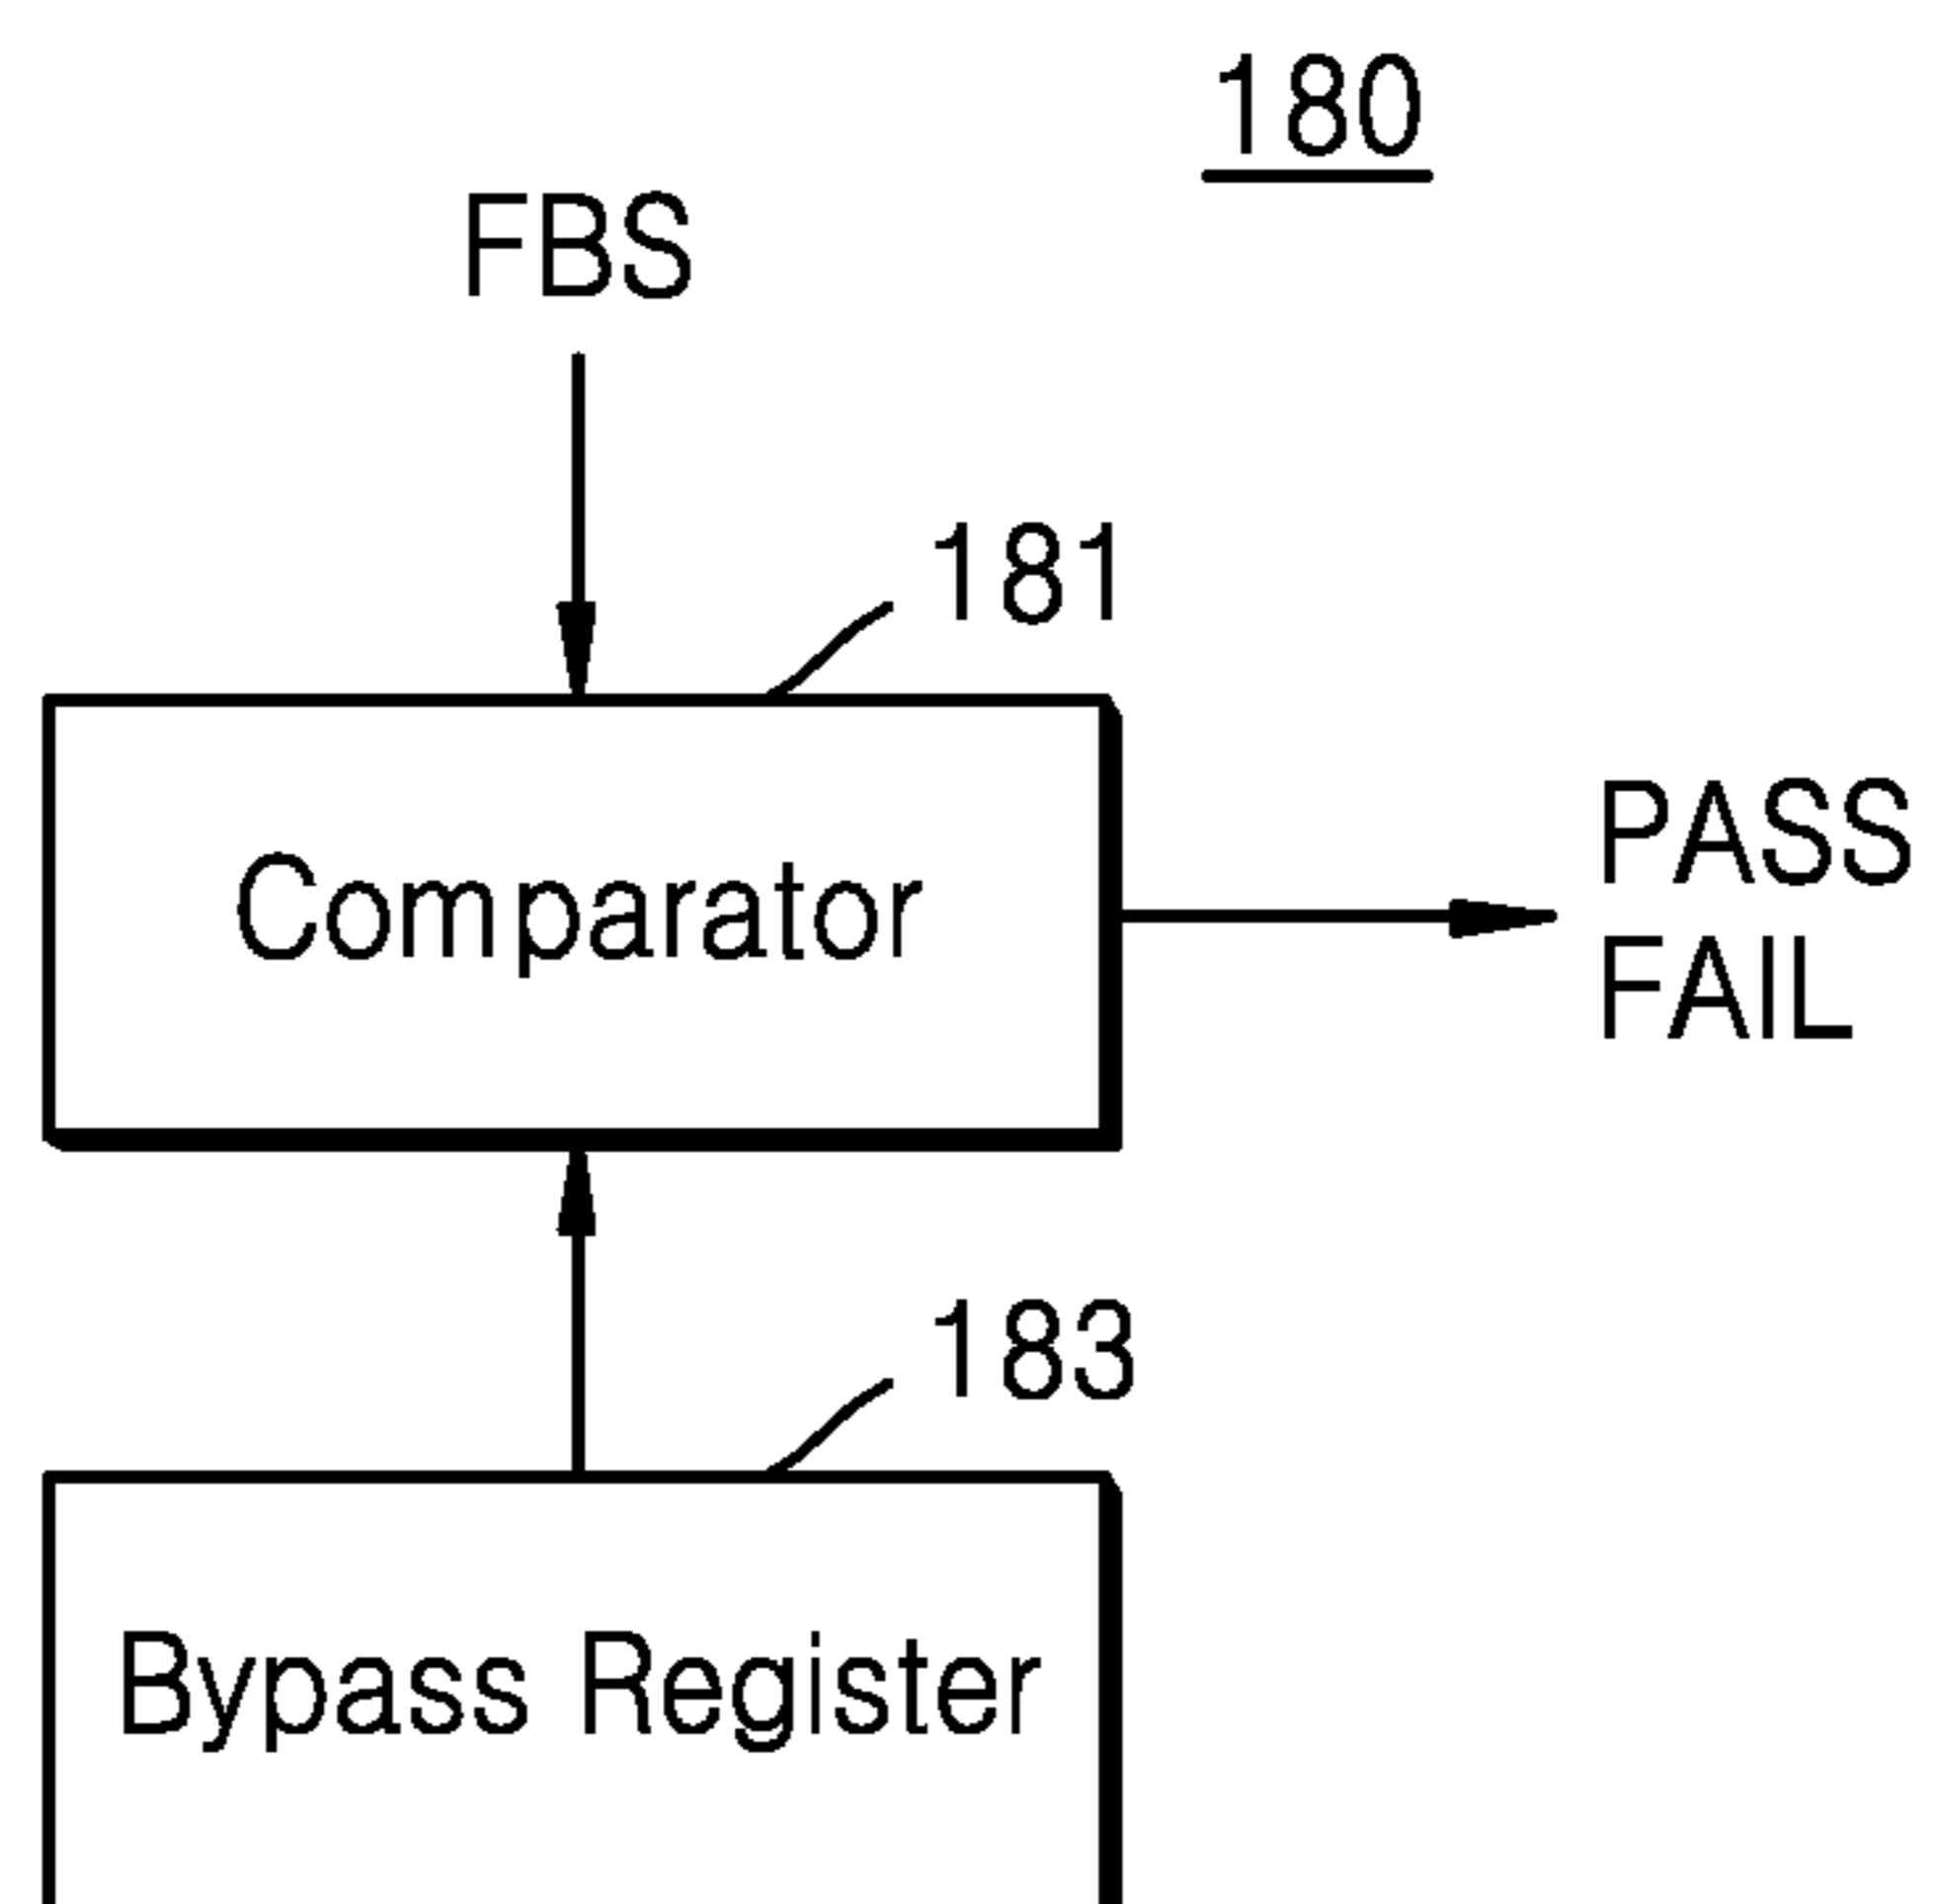 180
FBS
181
Comparator
PASS
FAIL
183
Bypass Register